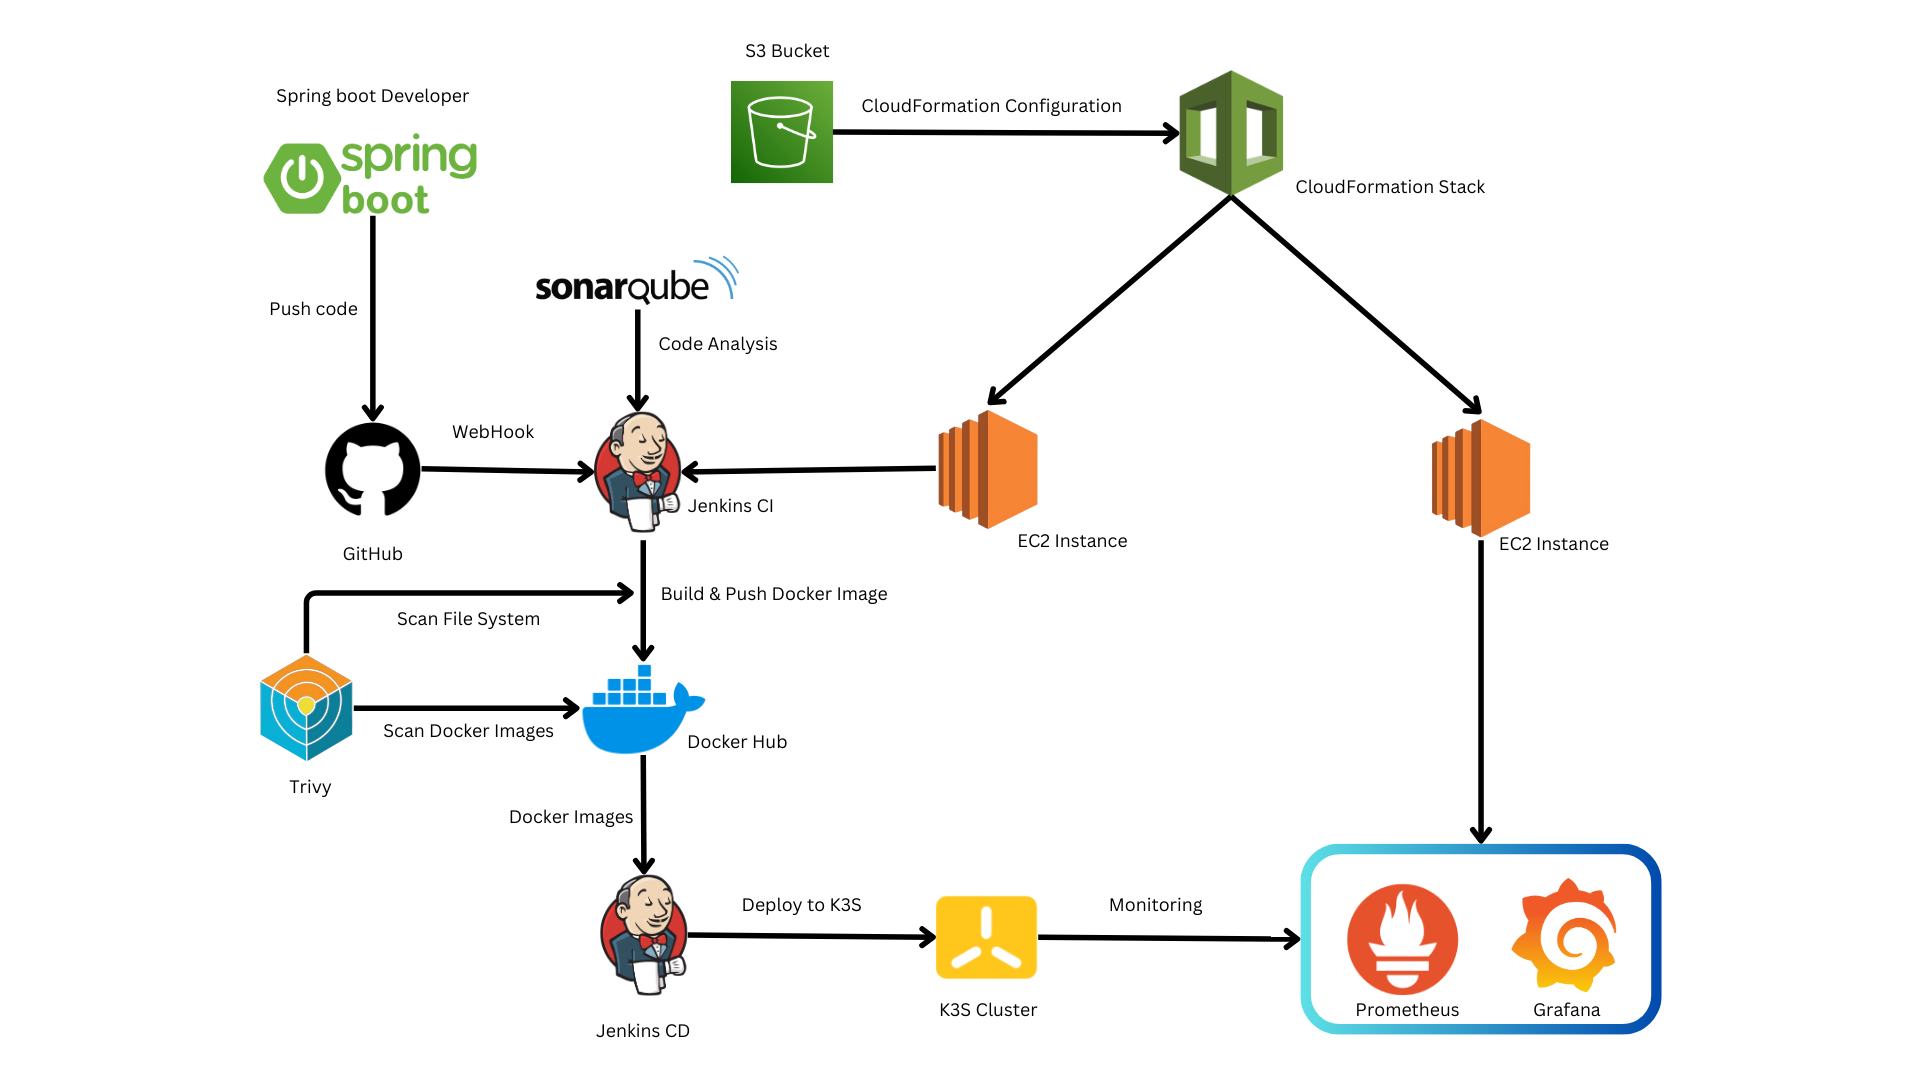 S3 Bucket
Spring boot Developer
CloudFormation Configuration
spring
boot
CloudFormation Stack
sonarqube
Push code
Code Analysis
WebHook
Jenkins CI
EC2 Instance
EC2 Instance
GitHub
Build & Push Docker Image
Scan File System
Scan Docker Images
Docker Hub
Trivy
Docker Images
Deploy to K3S
Monitoring
K3S Cluster
Prometheus
Grafana
Jenkins CD